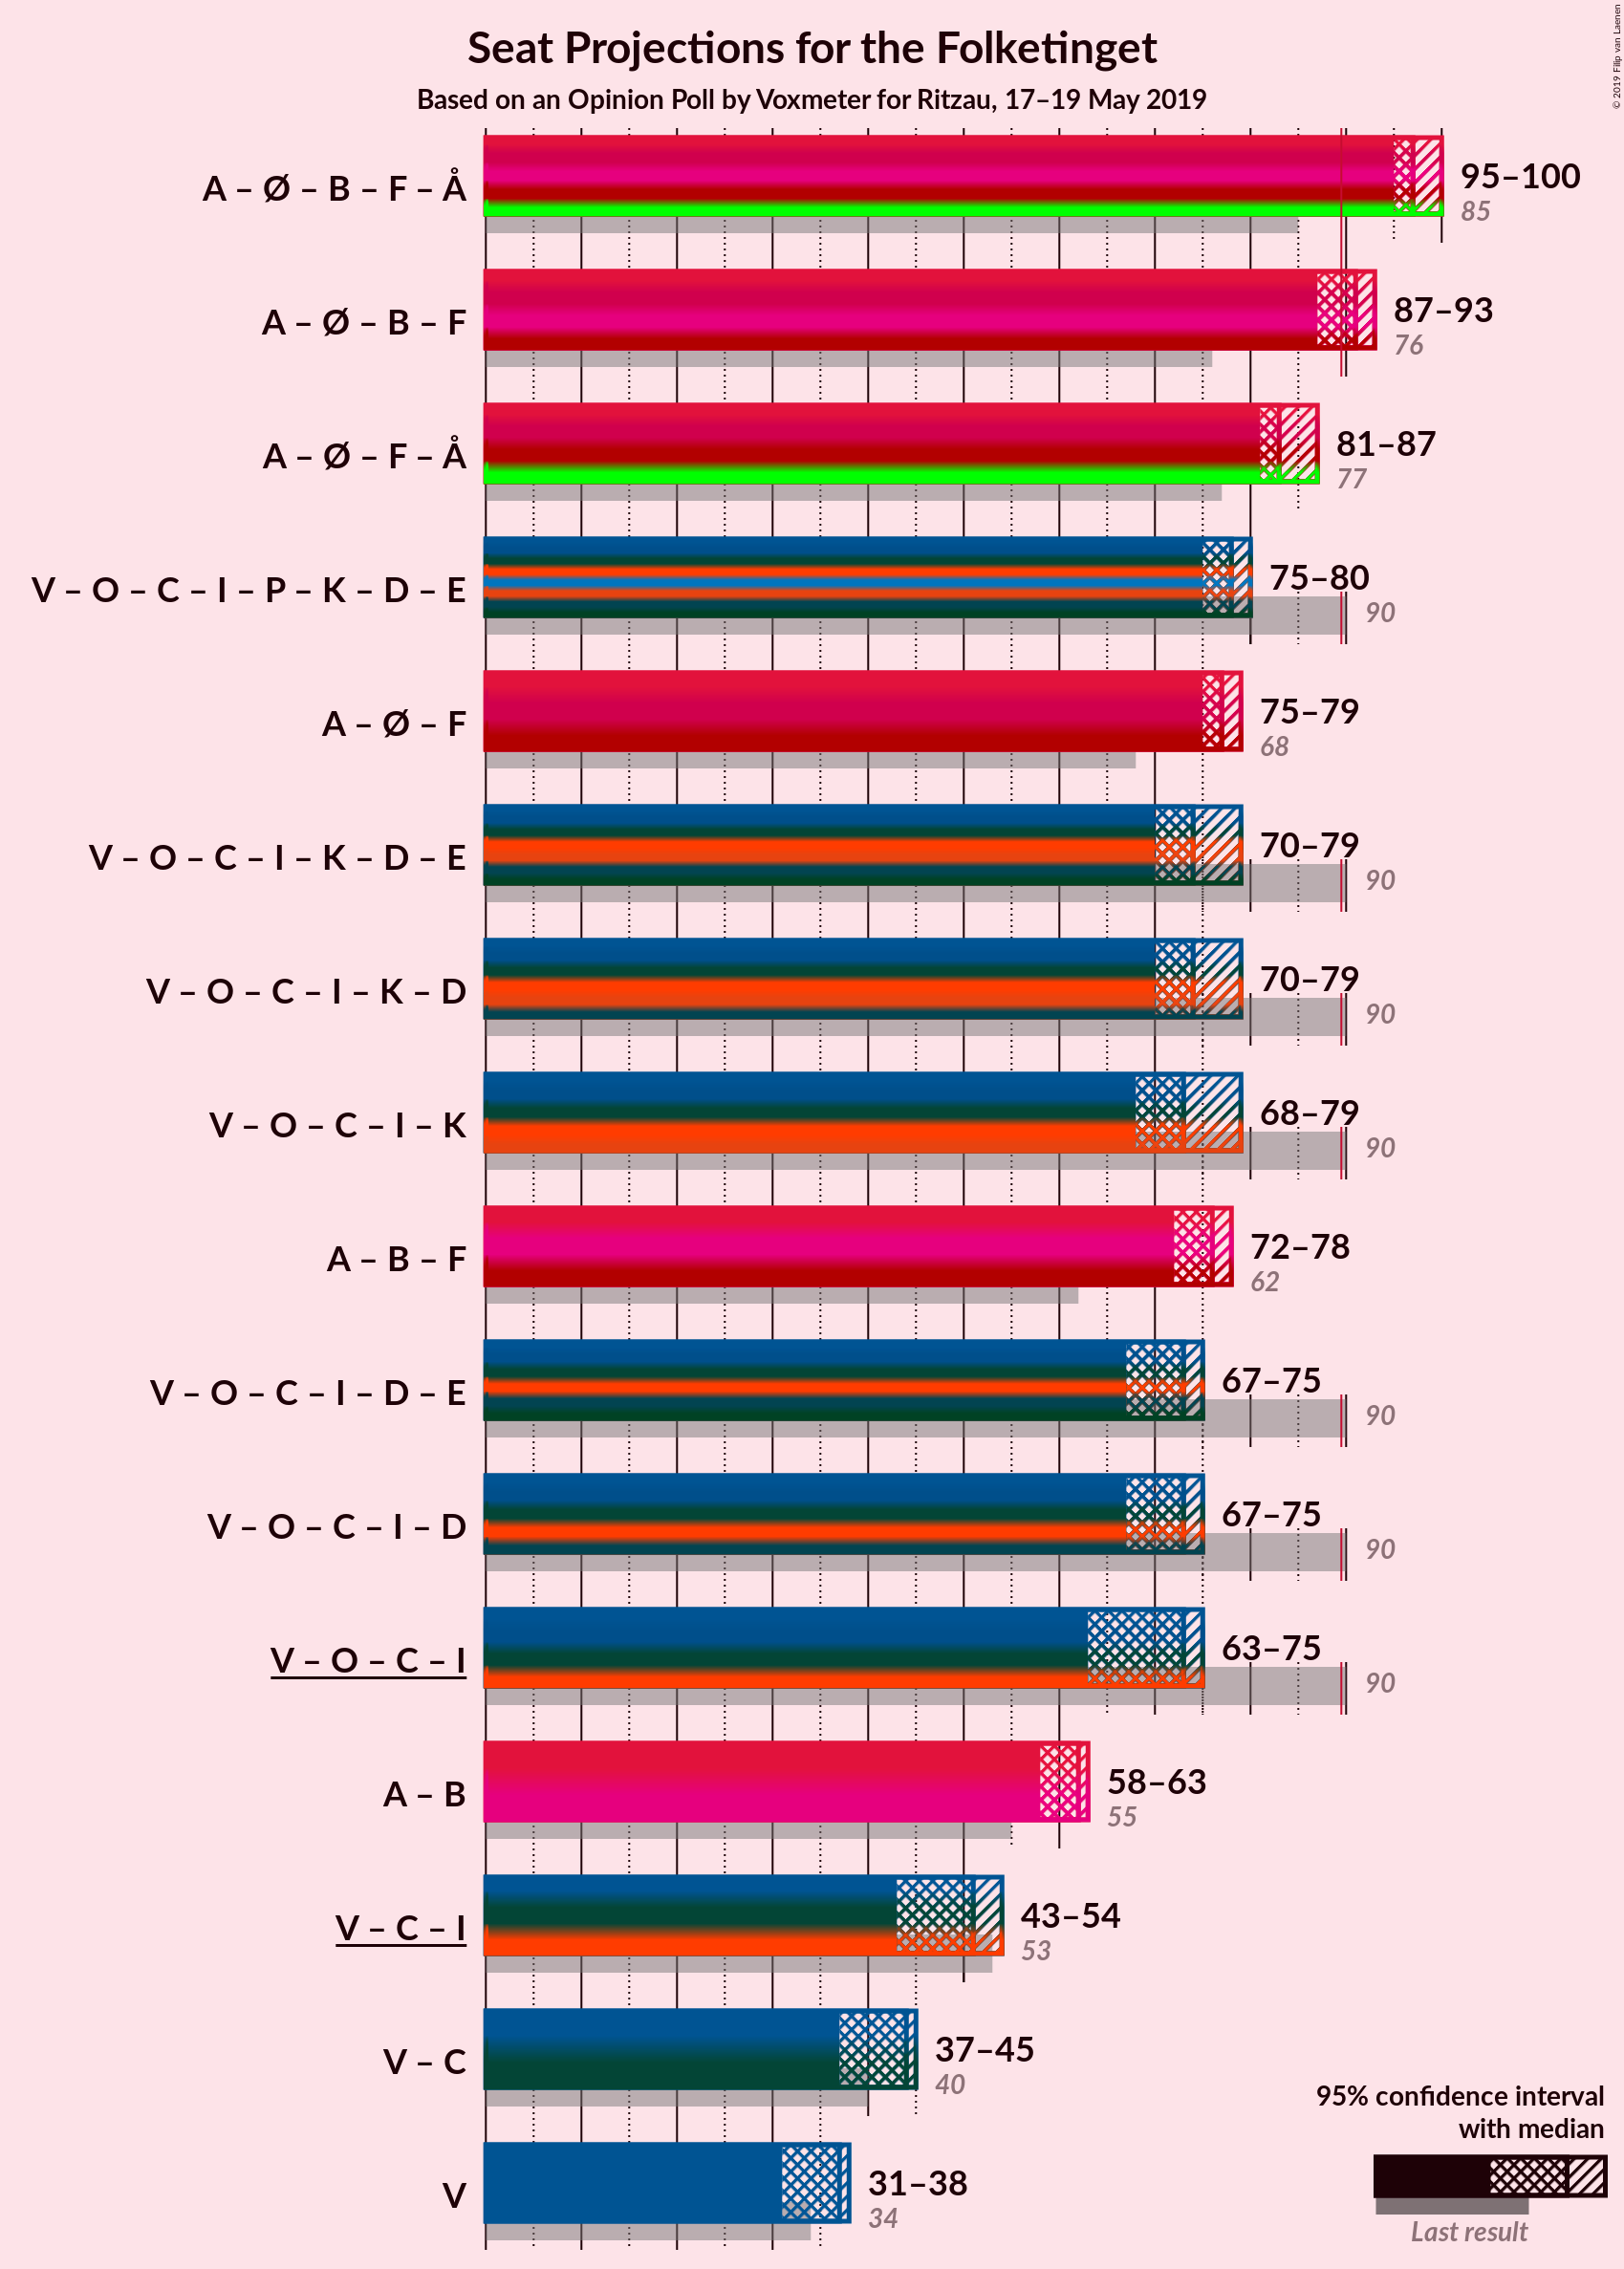 Seat Projections for the Folketinget
Based on an Opinion Poll by Voxmeter for Ritzau, 17–19 May 2019
© 2019 Filip van Laenen
A – Ø – B – F – Å
95–100
85
A – Ø – B – F
87–93
76
A – Ø – F – Å
81–87
77
V – O – C – I – P – K – D – E
75–80
90
A – Ø – F
75–79
68
V – O – C – I – K – D – E
70–79
90
V – O – C – I – K – D
70–79
90
V – O – C – I – K
68–79
90
A – B – F
72–78
62
V – O – C – I – D – E
67–75
90
V – O – C – I – D
67–75
90
V – O – C – I
63–75
90
A – B
58–63
55
V – C – I
43–54
53
V – C
37–45
40
V
31–38
34
95% confidence interval
with median
Last result